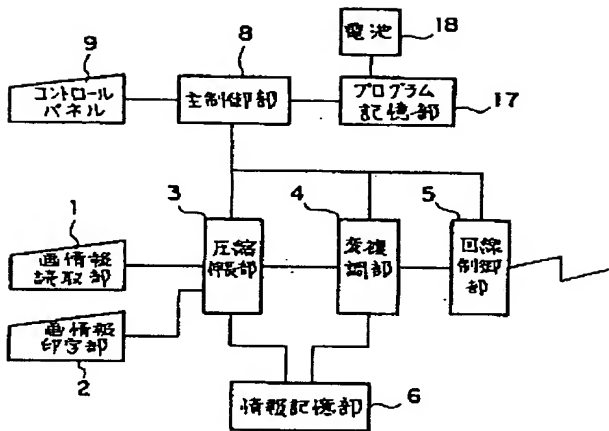 電池
18
9
8
コントロール
パネル
主制御部
プログラム
記憶部
17
1
3
4
5
画情報
読取部
圧縮
伸長部
変復
調部
回線
制御
部
画情報
印字部
2
情報記憶部
6